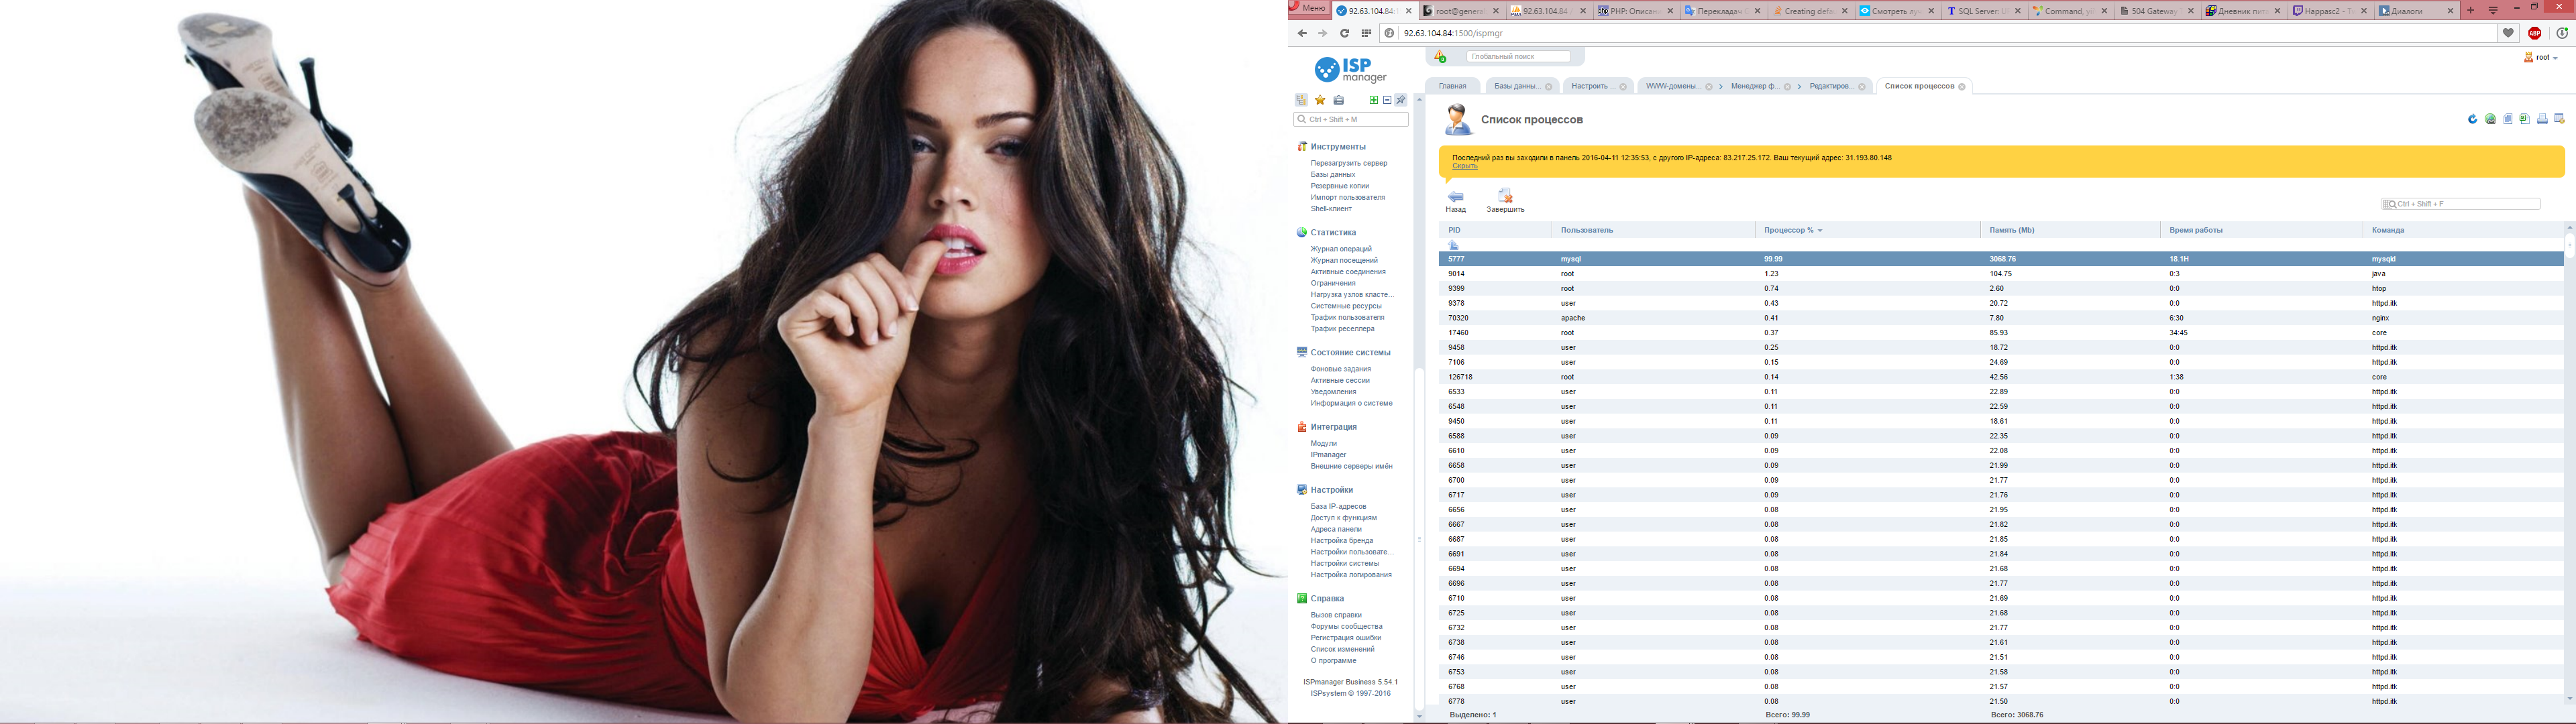 Меню
92.63.104.84:1
root@genera
92.63.104.84 /
PHP: Описани
Перекладач G
Creating defau
Смотреть луч
SQL Server: Ur
Command, yii
504 Gateway
Дневник пито
Happasc2 - Tw
Диалоги
92.63.104.84:1500/ispmgr
ABP
ISP manager
Глобальный поиск
root
Главная
Базы данны...
Настроить ...
WWW-домены...
Менеджер ф...
Редактиров...
Список процессов
Ctrl + Shift + M
Инструменты
Перезагрузить сервер
Базы данных
Резервные копии
Импорт пользователя
Shell-клиент
Статистика
Журнал операций
Журнал посещений
Активные соединения
Ограничения
Нагрузка узлов класте...
Системные ресурсы
Трафик пользователя
Трафик реселлера
Состояние системы
Фоновые задания
Активные сессии
Уведомления
Информация о системе
Интеграция
Модули
IPmanager
Внешние серверы имён
Настройки
База IP-адресов
Доступ к функциям
Адреса панели
Настройка бренда
Настройки пользовате...
Настройки системы
Настройка логирования
Справка
Вызов справки
Форумы сообщества
Регистрация ошибки
Список изменений
О программе
ISPmanager Business 5.54.1
ISPsystem © 1997-2016
Список процессов
Последний раз вы заходили в панель 2016-04-11 12:35:53, с другого IP-адреса: 83.217.25.172. Ваш текущий адрес: 31.193.80.148
Скрыть
Назад
Завершить
Ctrl + Shift + F
PID Пользователь Процессор % Память (Mb) Время работы Команда
5777 mysql 99.99 3068.76 18.1H mysqld
9014 root 1.23 104.75 0:3 java
9399 root 0.74 2.60 0:0 htop
9378 user 0.43 20.72 0:0 httpd.itk
70320 apache 0.41 7.80 6:30 nginx
17460 root 0.37 85.93 34:45 core
9458 user 0.25 18.72 0:0 httpd.itk
7106 user 0.15 24.69 0:0 httpd.itk
126718 root 0.14 42.56 1:38 core
6533 user 0.11 22.89 0:0 httpd.itk
6548 user 0.11 22.59 0:0 httpd.itk
9450 user 0.11 18.61 0:0 httpd.itk
6588 user 0.09 22.35 0:0 httpd.itk
6610 user 0.09 22.08 0:0 httpd.itk
6658 user 0.09 21.99 0:0 httpd.itk
6700 user 0.09 21.77 0:0 httpd.itk
6717 user 0.09 21.76 0:0 httpd.itk
6656 user 0.08 21.95 0:0 httpd.itk
6667 user 0.08 21.82 0:0 httpd.itk
6687 user 0.08 21.85 0:0 httpd.itk
6691 user 0.08 21.84 0:0 httpd.itk
6694 user 0.08 21.68 0:0 httpd.itk
6696 user 0.08 21.77 0:0 httpd.itk
6710 user 0.08 21.69 0:0 httpd.itk
6725 user 0.08 21.68 0:0 httpd.itk
6732 user 0.08 21.77 0:0 httpd.itk
6738 user 0.08 21.61 0:0 httpd.itk
6746 user 0.08 21.51 0:0 httpd.itk
6753 user 0.08 21.58 0:0 httpd.itk
6768 user 0.08 21.57 0:0 httpd.itk
6778 user 0.08 21.50 0:0 httpd.itk
Выделено: 1 Всего: 99.99 Всего: 3068.76